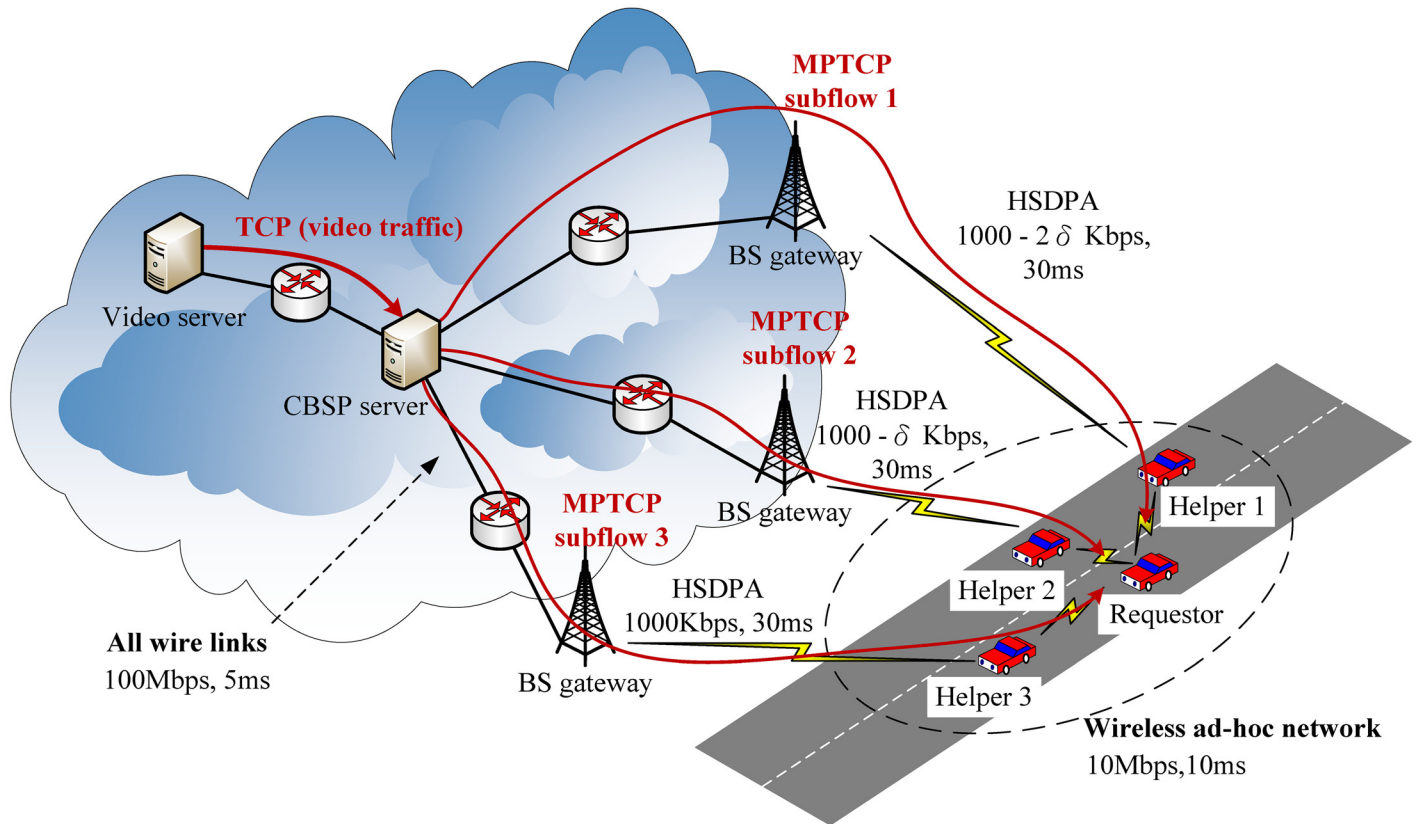 MPTCP
subflow 1
HSDPA
1000 - 2 δ Kbps,
30ms
BS gateway
TCP (video traffic)
Video server
CBSP server
MPTCP
subflow 2
HSDPA
1000 - δ Kbps,
30ms
BS gateway
Helper 1
Helper 2
Requestor
MPTCP
subflow 3
HSDPA
1000Kbps, 30ms
BS gateway
Helper 3
All wire links
100Mbps, 5ms
Wireless ad-hoc network
10Mbps,10ms